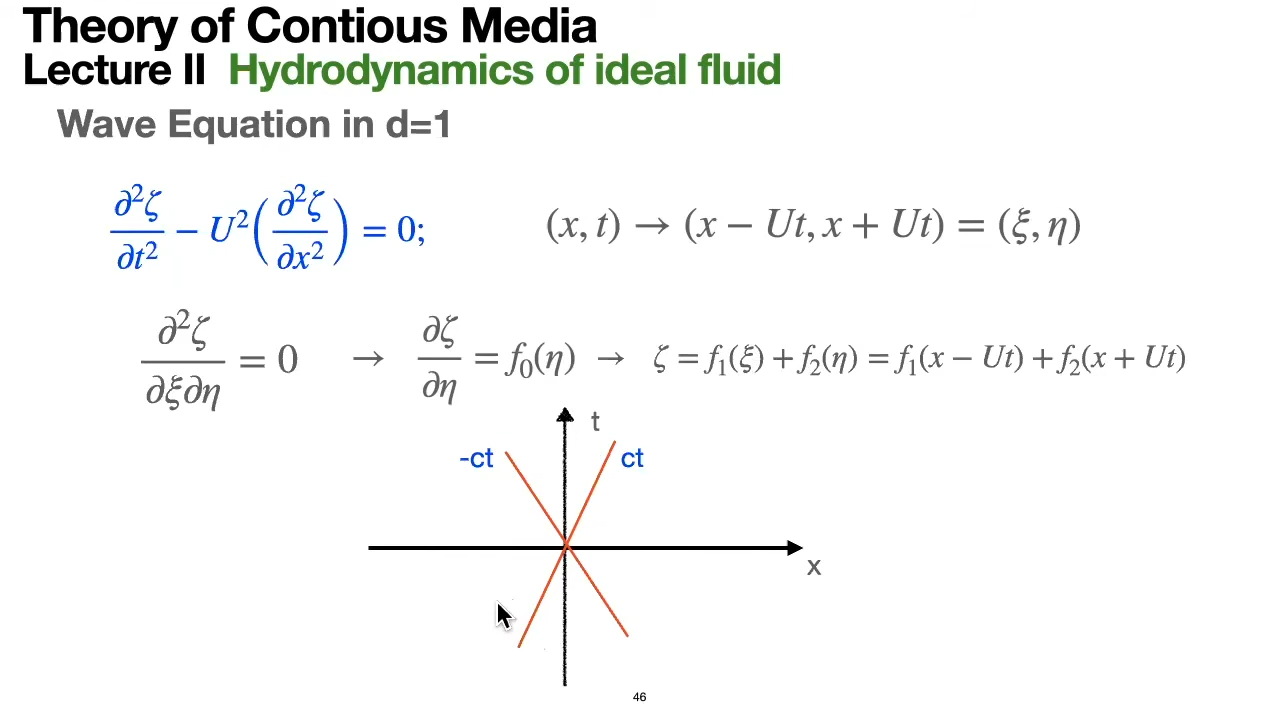 Theory of Contious Media
Lecture II Hydrodynamics of ideal fluid
Wave Equation in d=1
∂²ζ/∂t² − U²(∂²ζ/∂x²) = 0; (x, t) → (x − Ut, x + Ut) = (ξ, η)
∂²ζ/∂ξ∂η = 0 → ∂ζ/∂η = f₀(η) → ζ = f₁(ξ) + f₂(η) = f₁(x − Ut) + f₂(x + Ut)
t
-ct ct
x
46